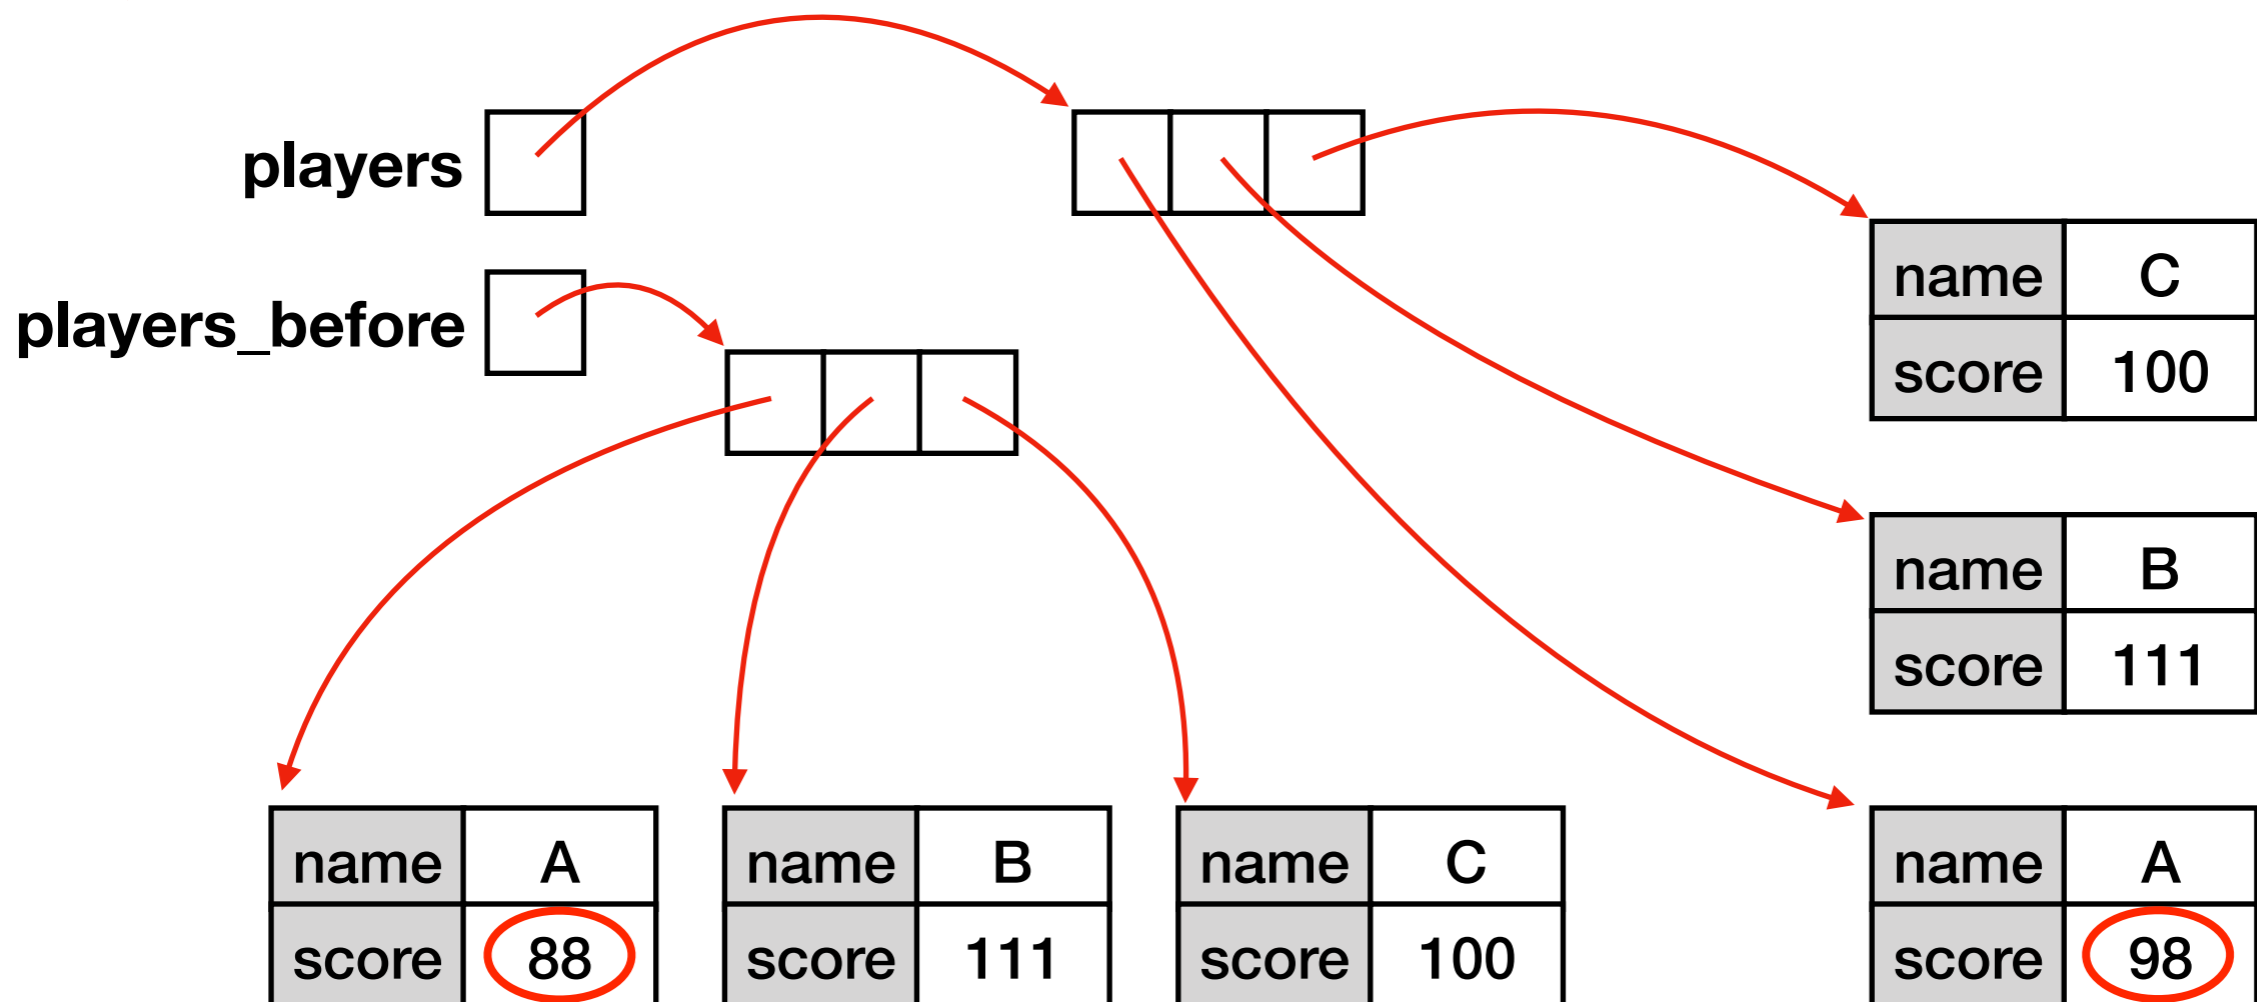 players
players_before
name C
score 100
name B
score 111
name A
score 88
name B
score 111
name C
score 100
name A
score 98